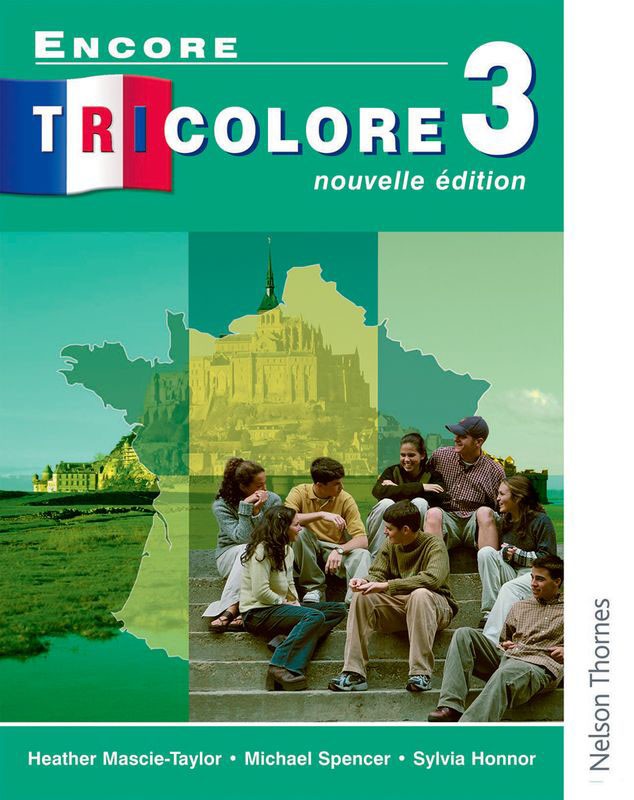 ENCORE
TRICOLORE 3
nouvelle édition
Heather Mascie-Taylor • Michael Spencer • Sylvia Honnor
Nelson Thornes